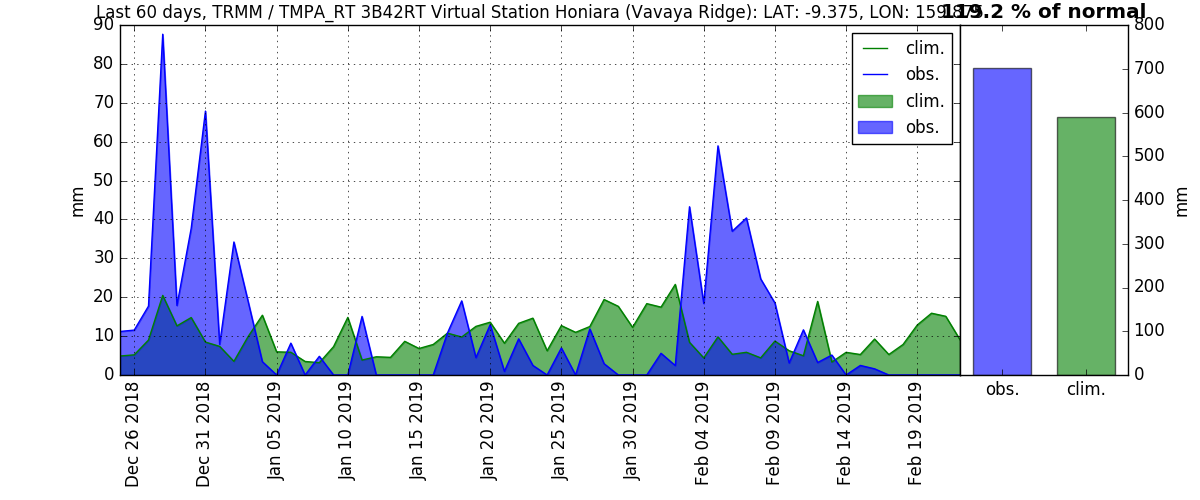 Last 60 days, TRMM / TMPA_RT 3B42RT Virtual Station Honiara (Vavaya Ridge): LAT: -9.375, LON: 159.875
119.2 % of normal
90
80
70
60
50
40
30
20
10
0
mm
clim.
obs.
clim.
obs.
Dec 26 2018
Dec 31 2018
Jan 05 2019
Jan 10 2019
Jan 15 2019
Jan 20 2019
Jan 25 2019
Jan 30 2019
Feb 04 2019
Feb 09 2019
Feb 14 2019
Feb 19 2019
800
700
600
500
400
300
200
100
0
mm
obs.
clim.